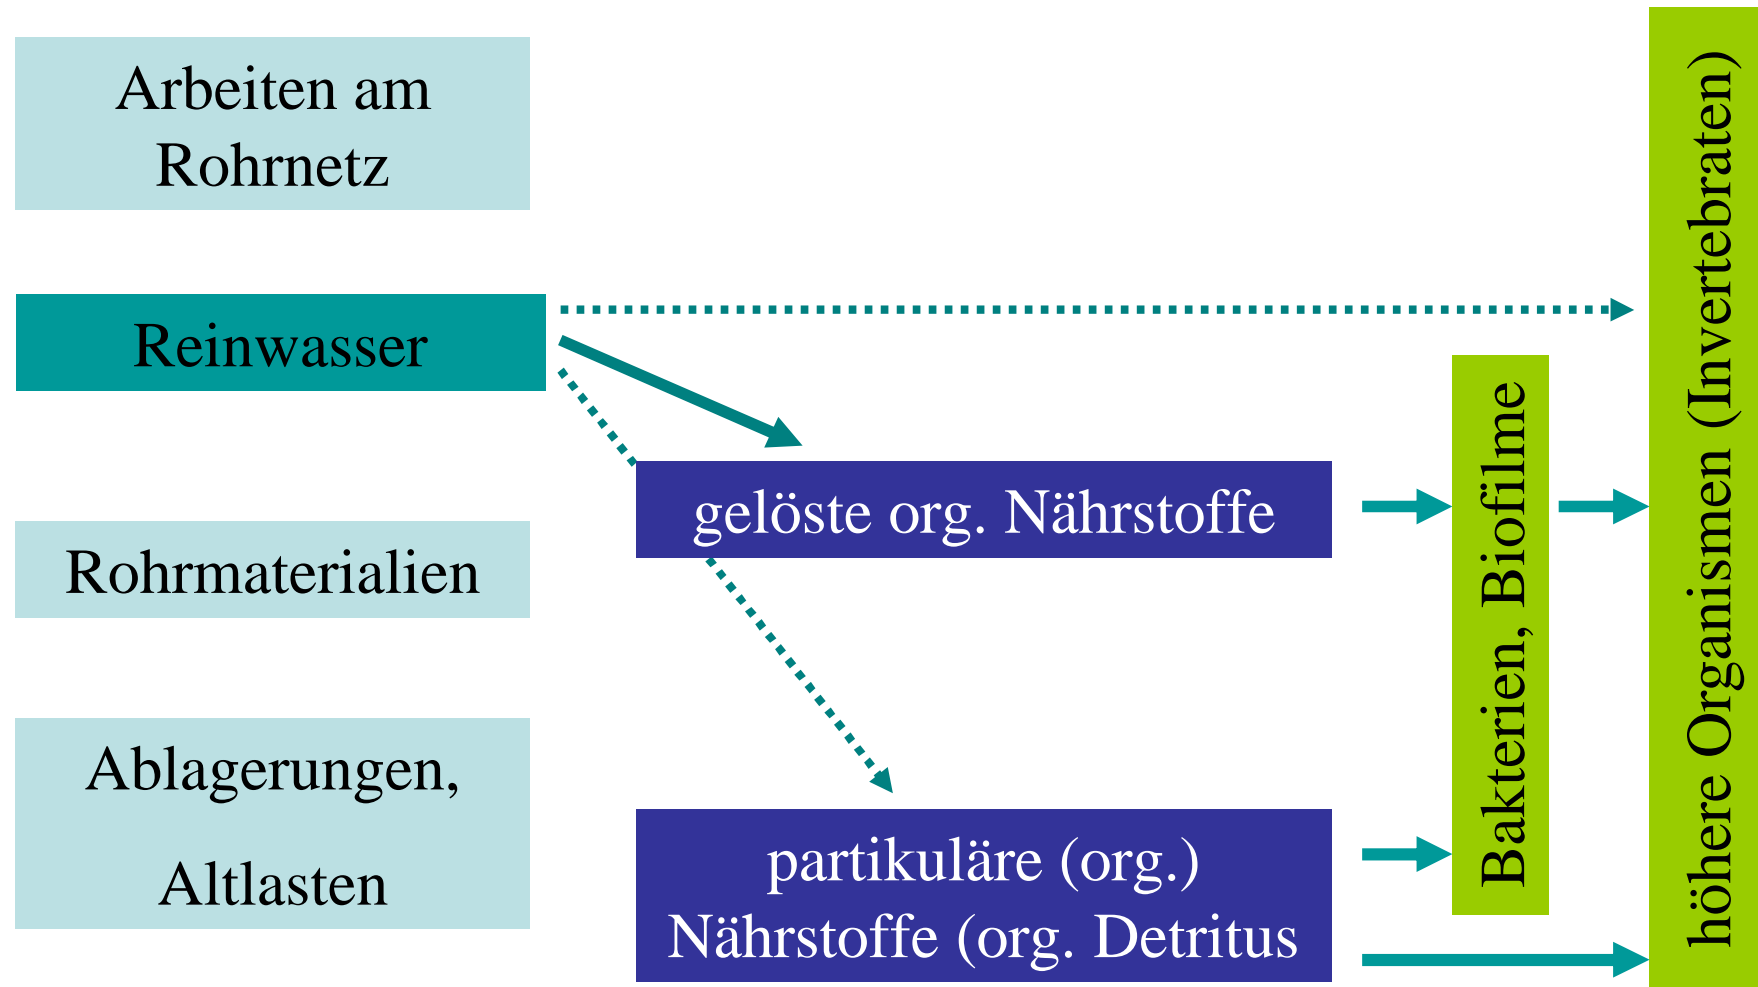 Arbeiten am
Rohrnetz
Reinwasser
Rohrmaterialien
Ablagerungen,
Altlasten
gelöste org. Nährstoffe
partikuläre (org.)
Nährstoffe (org. Detritus
Bakterien, Biofilme
höhere Organismen (Invertebraten)